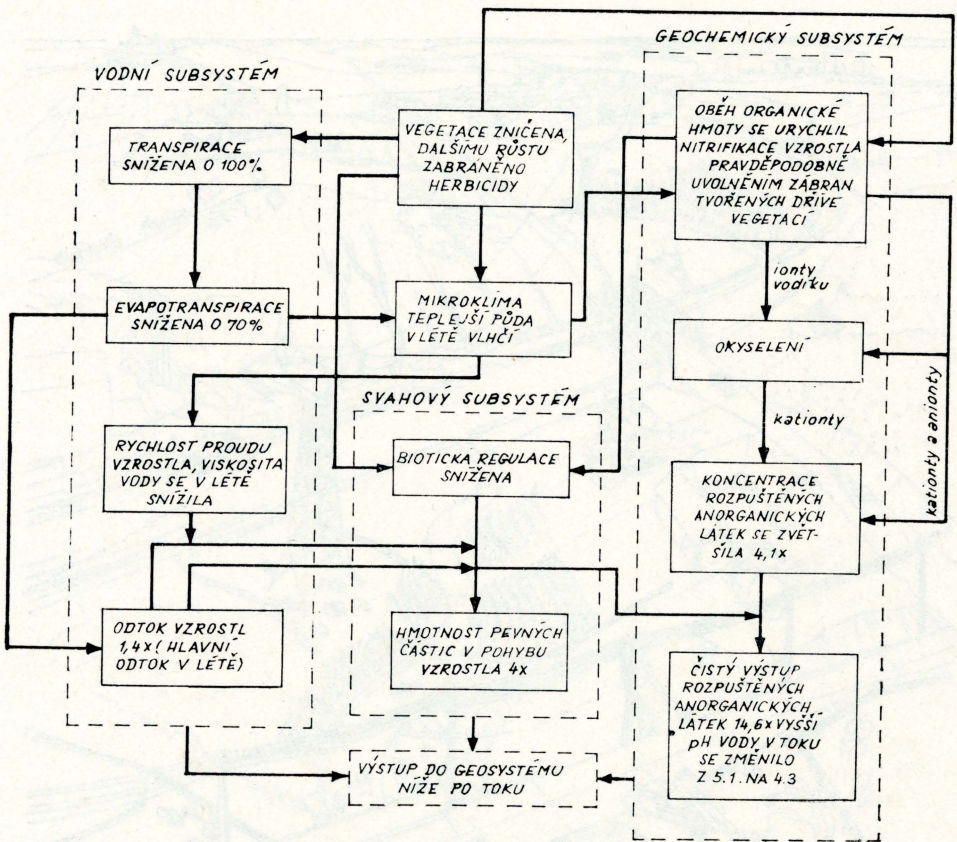 GEOCHEMICKÝ SUBSYSTÉM
VODNÍ SUBSYSTÉM
TRANSPIRACE
SNÍŽENA O 100%
VEGETACE ZNIČENA,
DALŠÍMU RŮSTU
ZABRÁNĚNO
HERBICIDY
OBĚH ORGANICKÉ
HMOTY SE URYCHLIL
NITRIFIKACE VZROSTLA
PRAVDĚPODOBNĚ
UVOLNĚNÍM ZÁBRAN
TVOŘENÝCH DŘÍVE
VEGETACÍ
ionty
vodíku
EVAPOTRANSPIRACE
SNÍŽENA O 70%
MIKROKLIMA
TEPLEJŠÍ PŮDA
V LÉTĚ VLHČÍ
OKYSELENÍ
kationty
kationty a anionty
SVAHOVÝ SUBSYSTÉM
RYCHLOST PROUDU
VZROSTLA, VISKOSITA
VODY SE V LÉTĚ
SNÍŽILA
BIOTICKÁ REGULACE
SNÍŽENA
KONCENTRACE
ROZPUŠTĚNÝCH
ANORGANICKÝCH
LÁTEK SE ZVĚT-
ŠILA 4,1x
ODTOK VZROSTL
1,4x (HLAVNÍ
ODTOK V LÉTĚ)
HMOTNOST PEVNÝCH
ČÁSTIC V POHYBU
VZROSTLA 4x
ČISTÝ VÝSTUP
ROZPUŠTĚNÝCH
ANORGANICKÝCH
LÁTEK 14,6x VYŠŠÍ
pH VODY V TOKU
SE ZMĚNILO
Z 5.1. NA 4.3
VÝSTUP DO GEOSYSTÉMU
NÍŽE PO TOKU